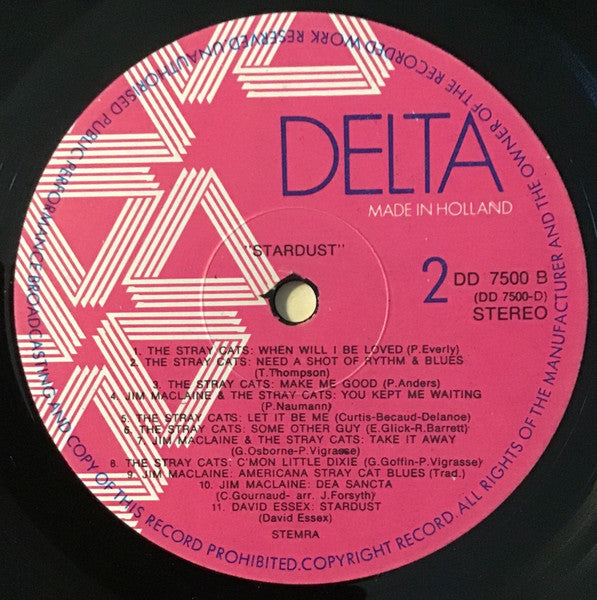 DELTA
MADE IN HOLLAND
"STARDUST"
2
DD 7500 B
(DD 7500-D)
STEREO
1. THE STRAY CATS: WHEN WILL I BE LOVED (P.Everly)
2. THE STRAY CATS: NEED A SHOT OF RYTHM & BLUES
(T.Thompson)
3. THE STRAY CATS: MAKE ME GOOD (P.Anders)
4. JIM MACLAINE & THE STRAY CATS: YOU KEPT ME WAITING
(P.Naumann)
5. THE STRAY CATS: LET IT BE ME (Curtis-Becaud-Delanoe)
6. THE STRAY CATS: SOME OTHER GUY (E.Glick-R.Barrett)
7. JIM MACLAINE & THE STRAY CATS: TAKE IT AWAY
(G.Osborne-P.Vigrasse)
8. THE STRAY CATS: C'MON LITTLE DIXIE (G.Goffin-P.Vigrasse)
9. JIM MACLAINE: AMERICANA STRAY CAT BLUES (Trad.)
10. JIM MACLAINE: DEA SANCTA
(C.Gournaud- arr. J.Forsyth)
11. DAVID ESSEX: STARDUST
(David Essex)
STEMRA
ALL RIGHTS OF THE MANUFACTURER AND THE OWNER OF THE RECORDED WORK RESERVED. UNAUTHORISED PUBLIC PERFORMANCE BROADCASTING AND COPY OF THIS RECORD PROHIBITED. COPYRIGHT RECORD.